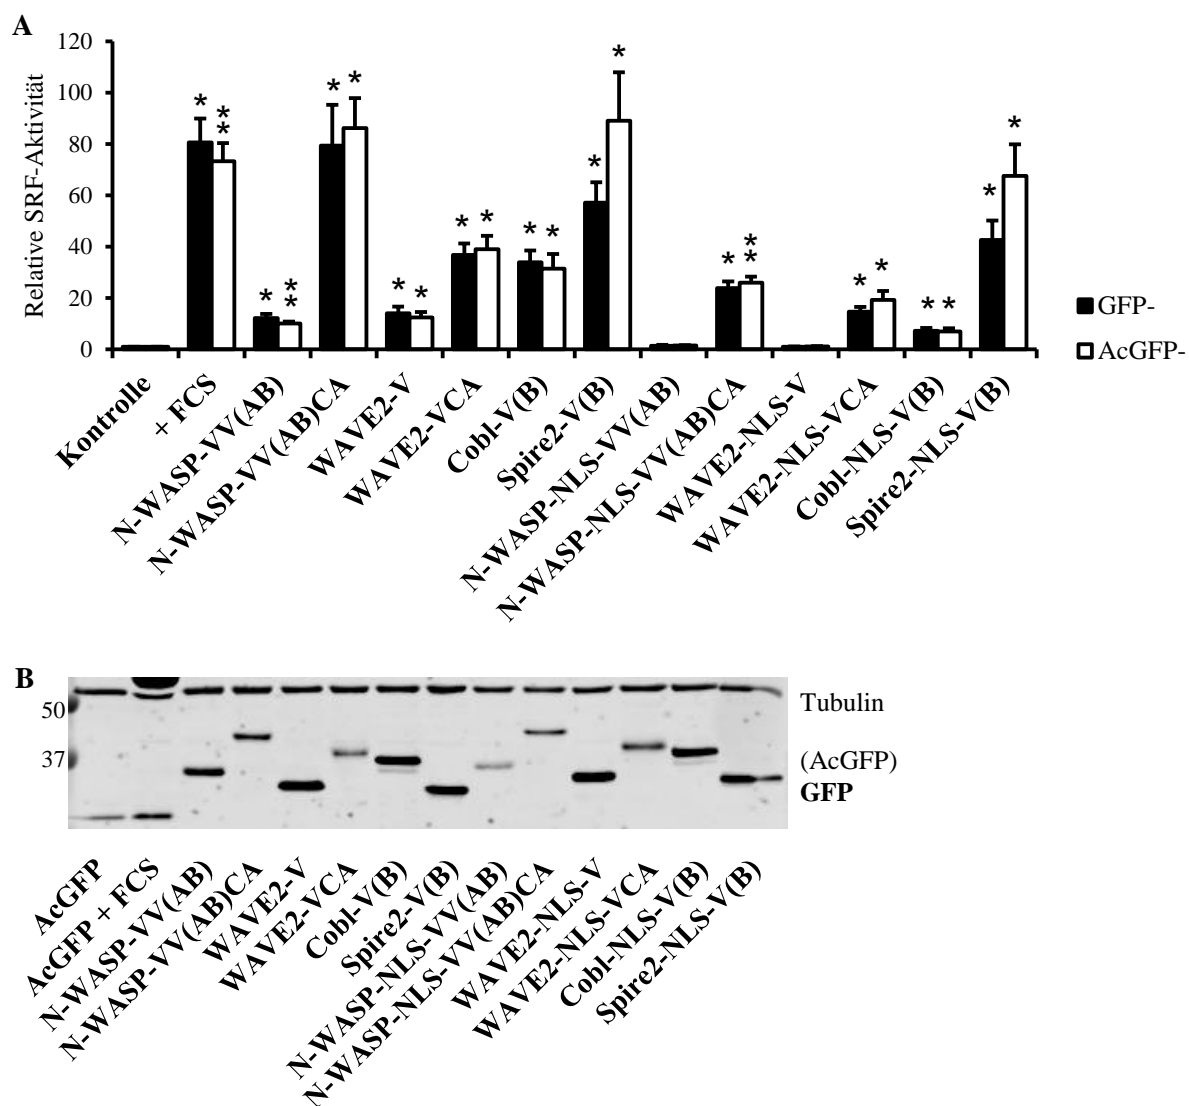 A
120
100
80
60
40
20
0
Relative SRF-Aktivität
* * * * * * * * * * * * * * * * * * * * * * * * *
GFP-
AcGFP-
Kontrolle
+ FCS
N-WASP-VV(AB)
N-WASP-VV(AB)CA
WAVE2-V
WAVE2-VCA
Cobl-V(B)
Spire2-V(B)
N-WASP-NLS-VV(AB)
N-WASP-NLS-VV(AB)CA
WAVE2-NLS-V
WAVE2-NLS-VCA
Cobl-NLS-V(B)
Spire2-NLS-V(B)
B
50
37
Tubulin
(AcGFP)
GFP
AcGFP
AcGFP + FCS
N-WASP-VV(AB)
N-WASP-VV(AB)CA
WAVE2-V
WAVE2-VCA
Cobl-V(B)
Spire2-V(B)
N-WASP-NLS-VV(AB)
N-WASP-NLS-VV(AB)CA
WAVE2-NLS-V
WAVE2-NLS-VCA
Cobl-NLS-V(B)
Spire2-NLS-V(B)